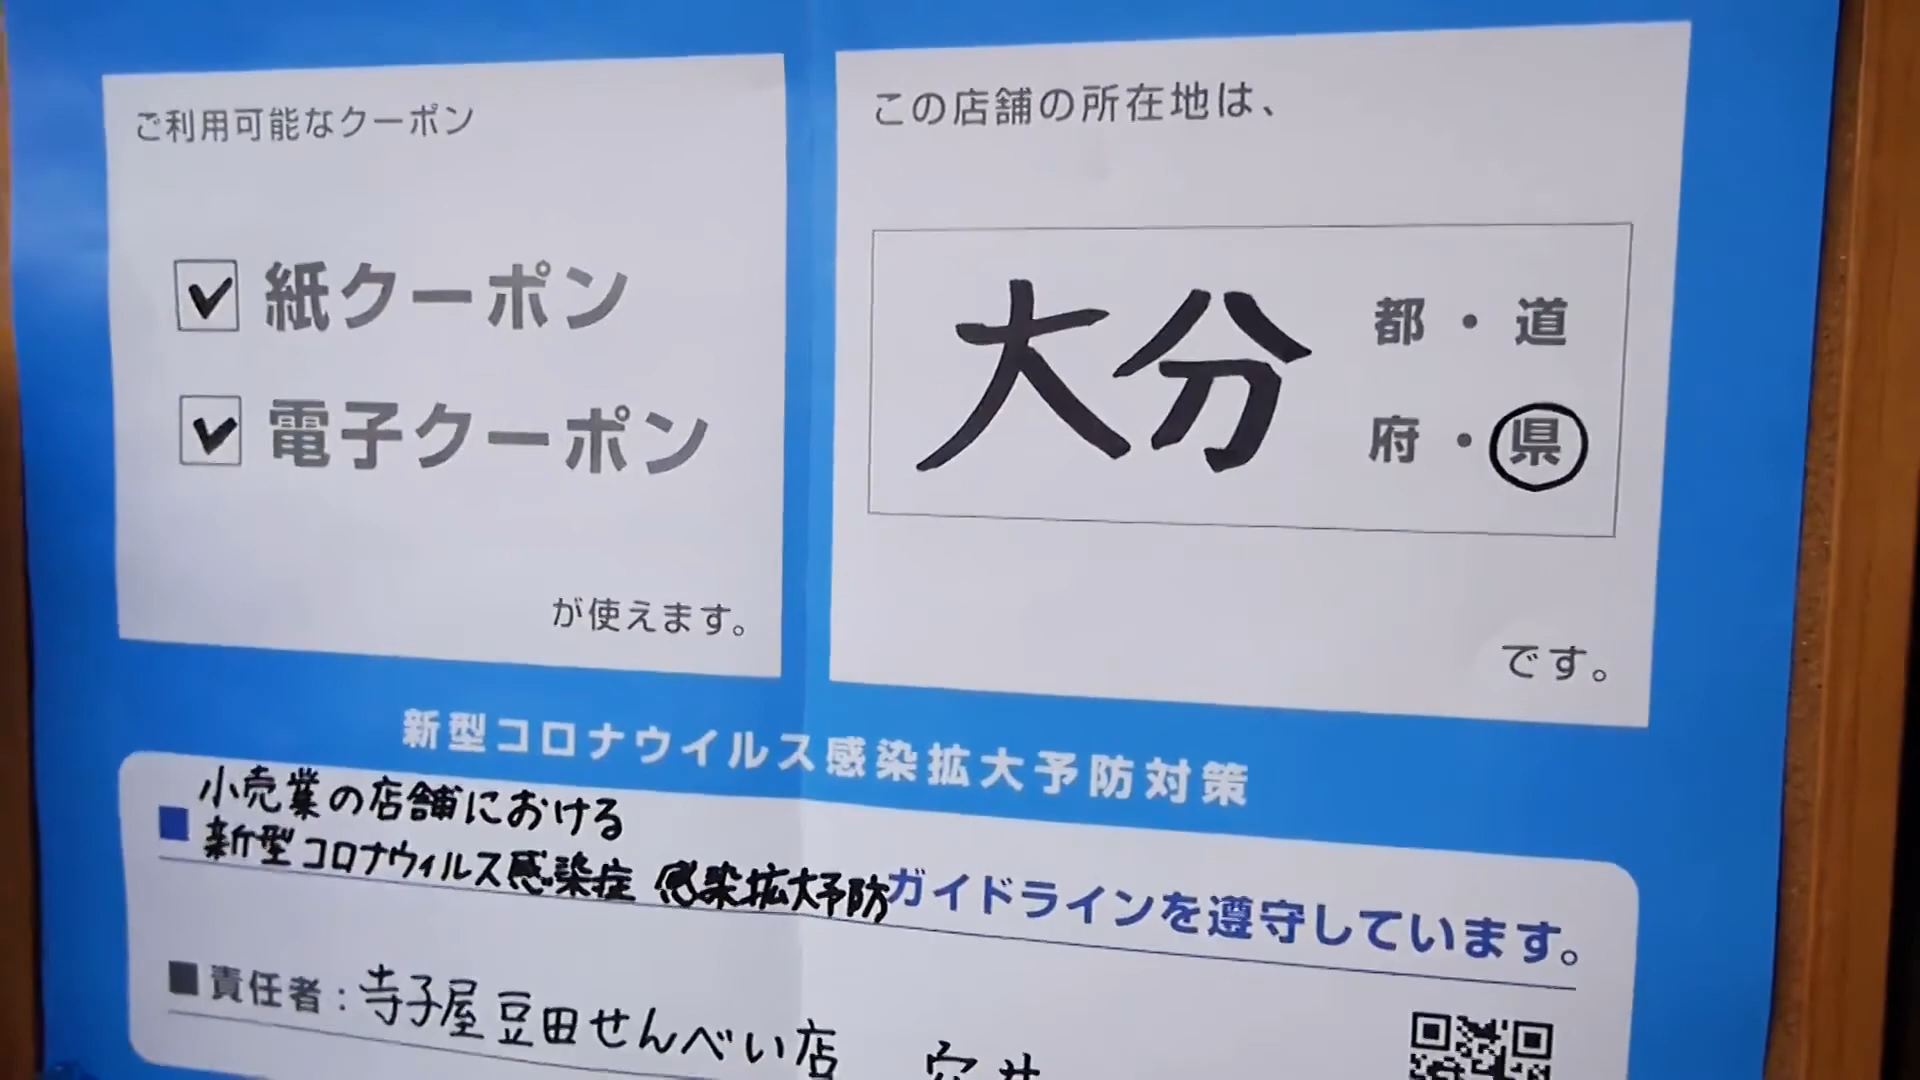 ご利用可能なクーポン
紙クーポン
電子クーポン
が使えます。
この店舗の所在地は、
大分
都・道
府・県
です。
新型コロナウイルス感染拡大予防対策
小売業の店舗における
新型コロナウィルス感染症 感染拡大予防ガイドラインを遵守しています。
責任者:寺子屋豆田せんべい店